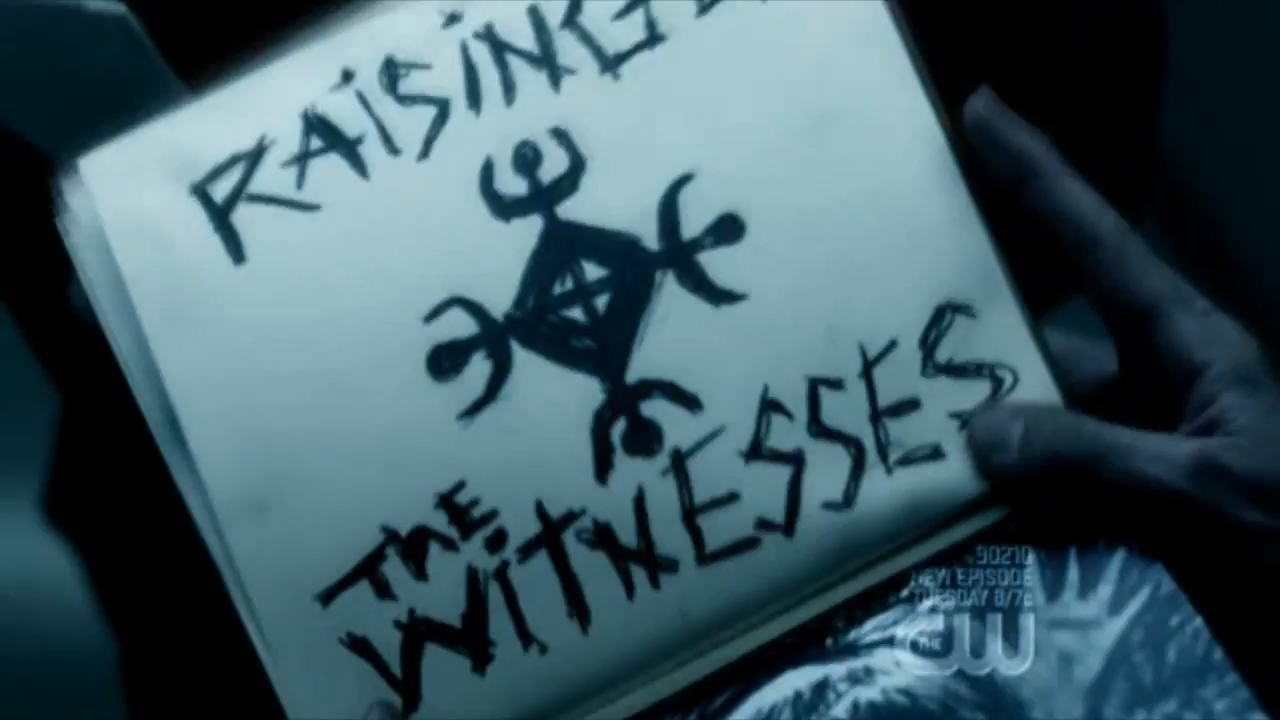 RAiSiNG
THE
WiTNESSES
90210
NEW EPISODE
TUESDAY 8/7c
THE CW